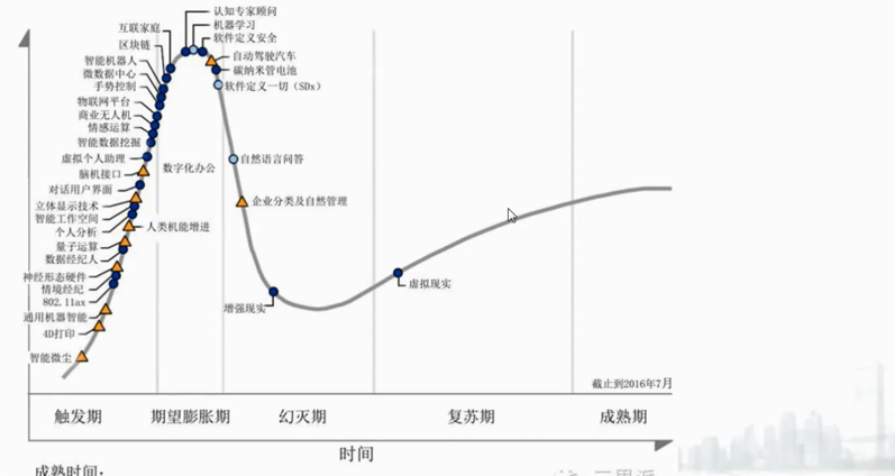 认知专家顾问
机器学习
软件定义安全
互联家庭
区块链
智能机器人
微数据中心
手势控制
物联网平台
商业无人机
情感运算
智能数据挖掘
虚拟个人助理
脑机接口
对话用户界面
立体显示技术
智能工作空间
个人分析
量子运算
数据经纪人
神经形态硬件
情境经纪
802.11ax
通用机器智能
4D打印
智能微尘
自动驾驶汽车
碳纳米管电池
软件定义一切（SDx）
数字化办公
自然语言问答
企业分类及自然管理
人类机能增进
增强现实
虚拟现实
截止到2016年7月
触发期
期望膨胀期
幻灭期
复苏期
成熟期
时间
成熟时间：